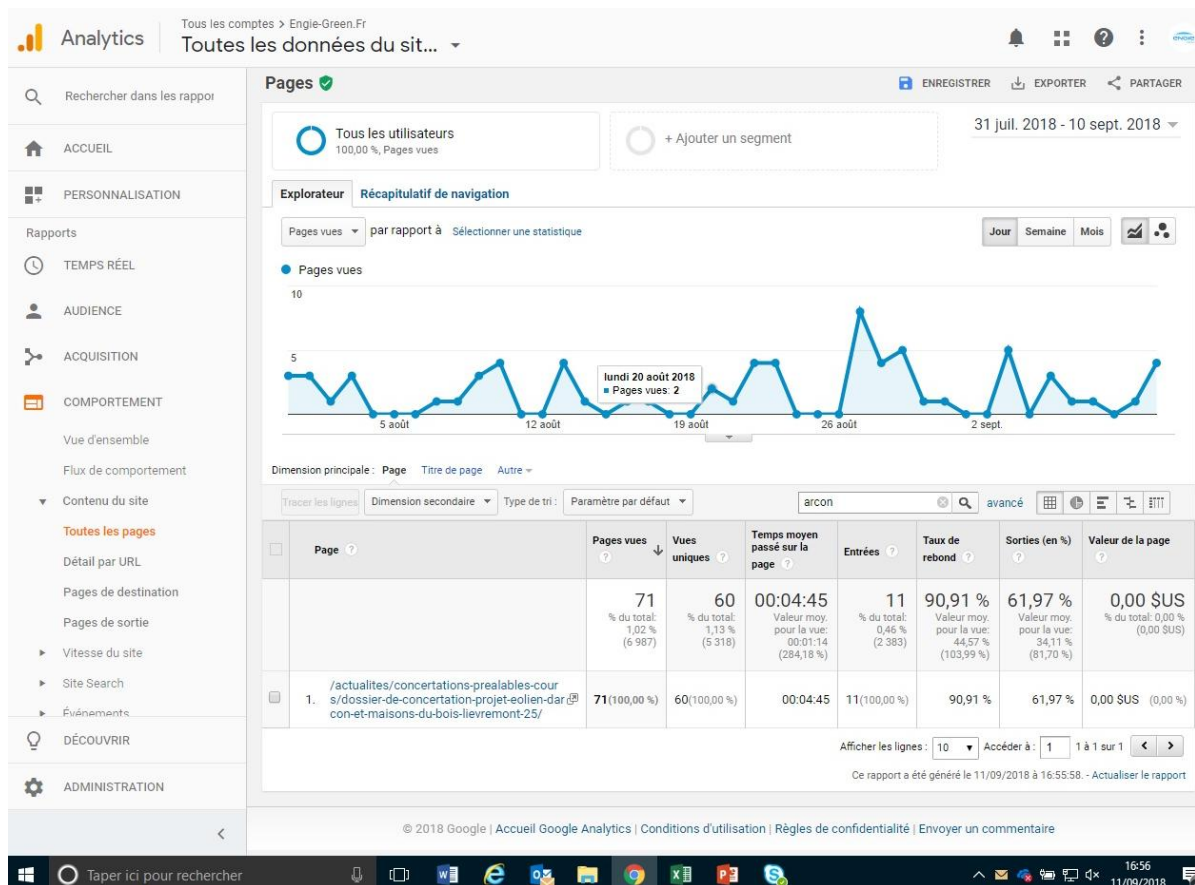 Analytics
Tous les comptes > Engie-Green.Fr
Toutes les données du sit...
Rechercher dans les rappor
ACCUEIL
PERSONNALISATION
Rapports
TEMPS RÉEL
AUDIENCE
ACQUISITION
COMPORTEMENT
Vue d'ensemble
Flux de comportement
Contenu du site
Toutes les pages
Détail par URL
Pages de destination
Pages de sortie
Vitesse du site
Site Search
Événements
DÉCOUVRIR
ADMINISTRATION
Pages
ENREGISTRER EXPORTER PARTAGER
Tous les utilisateurs
100,00 %, Pages vues
+ Ajouter un segment
31 juil. 2018 - 10 sept. 2018
Explorateur Récapitulatif de navigation
Pages vues par rapport à Sélectionner une statistique
Jour Semaine Mois
Pages vues
10
5
lundi 20 août 2018
Pages vues: 2
5 août 12 août 19 août 26 août 2 sept.
Dimension principale : Page Titre de page Autre
Tracer les lignes Dimension secondaire Type de tri : Paramètre par défaut arcon avancé
Page ?
Pages vues ?
Vues uniques ?
Temps moyen passé sur la page ?
Entrées ?
Taux de rebond ?
Sorties (en %) ?
Valeur de la page ?
71
% du total:
1,02 %
(6 987)
60
% du total:
1,13 %
(5 318)
00:04:45
Valeur moy.
pour la vue:
00:01:14
(284,18 %)
11
% du total:
0,46 %
(2 383)
90,91 %
Valeur moy.
pour la vue:
44,57 %
(103,99 %)
61,97 %
Valeur moy.
pour la vue:
34,11 %
(81,70 %)
0,00 $US
% du total: 0,00 %
(0,00 $US)
1.
/actualites/concertations-prealables-cour
s/dossier-de-concertation-projet-eolien-dar
con-et-maisons-du-bois-lievremont-25/
71(100,00 %) 60(100,00 %) 00:04:45 11(100,00 %) 90,91 % 61,97 % 0,00 $US (0,00 %)
Afficher les lignes : 10 Accéder à : 1 1 à 1 sur 1
Ce rapport a été généré le 11/09/2018 à 16:55:58. - Actualiser le rapport
© 2018 Google | Accueil Google Analytics | Conditions d'utilisation | Règles de confidentialité | Envoyer un commentaire
Taper ici pour rechercher
16:56
11/09/2018